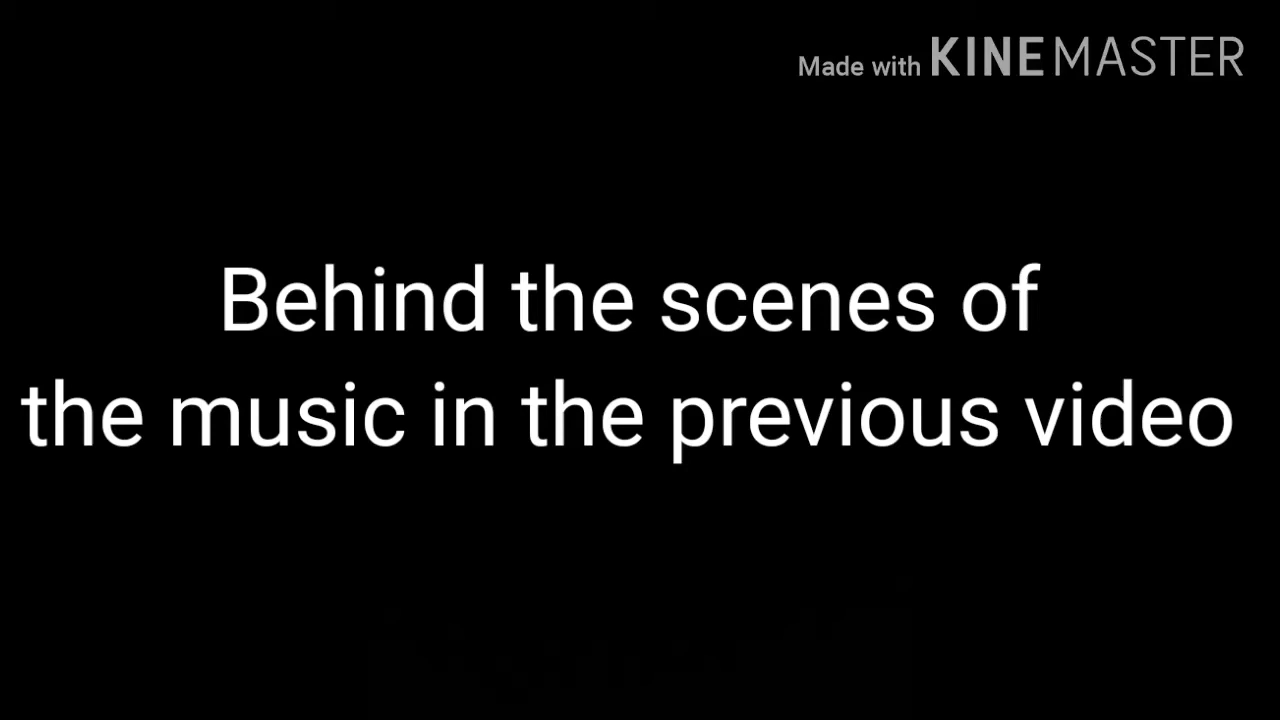 Made with KINEMASTER
Behind the scenes of
the music in the previous video